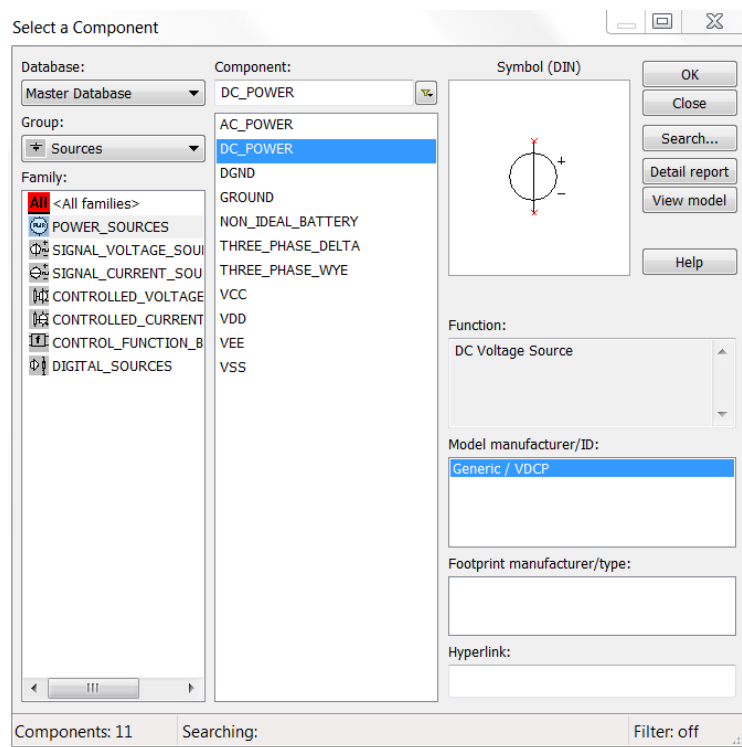 Select a Component
Database:
Master Database
Group:
Sources
Family:
All <All families>
POWER_SOURCES
SIGNAL_VOLTAGE_SOU
SIGNAL_CURRENT_SOU
CONTROLLED_VOLTAGE
CONTROLLED_CURRENT
CONTROL_FUNCTION_B
DIGITAL_SOURCES
Component:
DC_POWER
AC_POWER
DC_POWER
DGND
GROUND
NON_IDEAL_BATTERY
THREE_PHASE_DELTA
THREE_PHASE_WYE
VCC
VDD
VEE
VSS
Symbol (DIN)
+
–
OK
Close
Search...
Detail report
View model
Help
Function:
DC Voltage Source
Model manufacturer/ID:
Generic / VDCP
Footprint manufacturer/type:
Hyperlink:
Components: 11
Searching:
Filter: off